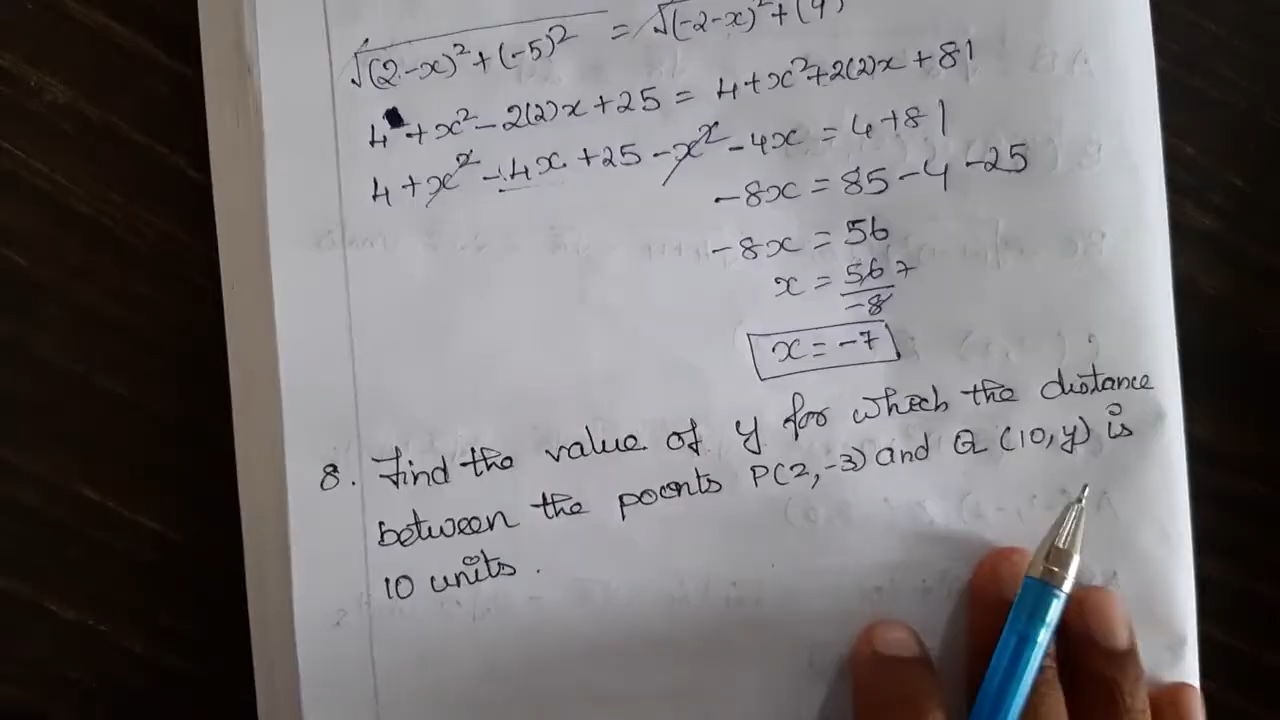 √(2-x)²+(-5)² = √(-2-x)²+(9)
4+x²-2(2)x+25 = 4+x²+2(2)x+81
4+x²-4x+25-x²-4x = 4+81
-8x = 85-4-25
-8x = 56
x = 56/-8 7
x = -7
8. Find the value of y for which the distance
between the points P(2,-3) and Q(10,y) is
10 units.